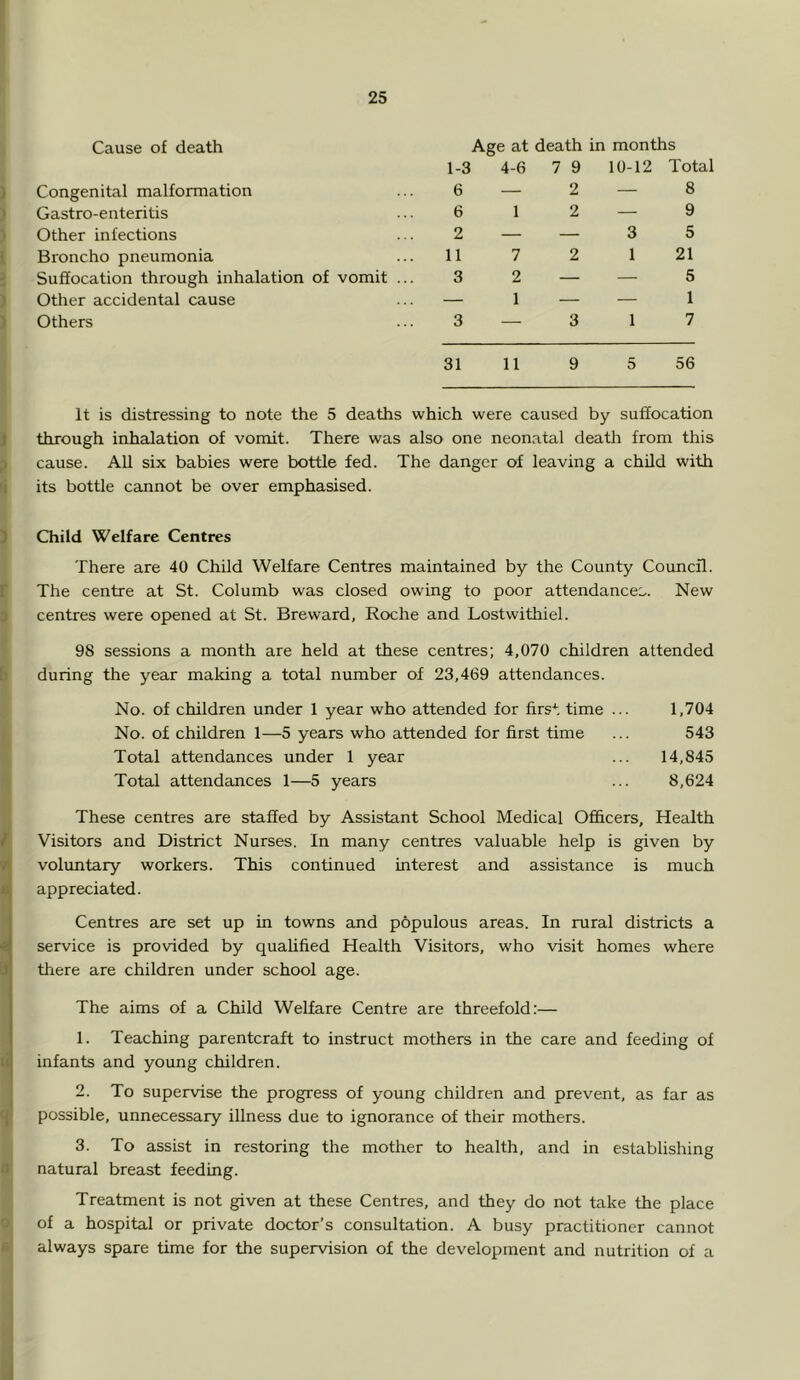 25
Cause of death Age at death in months
1-3 4-6 7 9 10-12 Total
Congenital malformation ... 6 — 2 — 8
Gastro-enteritis ... 6 1 2 — 9
Other infections ... 2 — — 3 5
Broncho pneumonia ... 11 7 2 1 21
Suffocation through inhalation of vomit ... 3 2 — — 5
Other accidental cause ... — 1 — — 1
Others ... 3 — 3 1 7
31 11 9 5 56
It is distressing to note the 5 deaths which were caused by suffocation
through inhalation of vomit. There was also one neonatal death from this
cause. All six babies were bottle fed. The danger of leaving a child with
its bottle cannot be over emphasised.
Child Welfare Centres
There are 40 Child Welfare Centres maintained by the County Council.
The centre at St. Columb was closed owing to poor attendances. New
centres were opened at St. Breward, Roche and Lostwithiel.
98 sessions a month are held at these centres; 4,070 children attended
during the year making a total number of 23,469 attendances.
No. of children under 1 year who attended for first time ... 1,704
No. of children 1—5 years who attended for first time ... 543
Total attendances under 1 year ... 14,845
Total attendances 1—5 years ... 8,624
These centres are staffed by Assistant School Medical Officers, Health
Visitors and District Nurses. In many centres valuable help is given by
voluntary workers. This continued interest and assistance is much
appreciated.
Centres are set up in towns and populous areas. In rural districts a
service is provided by qualified Health Visitors, who visit homes where
there are children under school age.
The aims of a Child Welfare Centre are threefold:—
1. Teaching parentcraft to instruct mothers in the care and feeding of
infants and young children.
2. To supervise the progress of young children and prevent, as far as
possible, unnecessary illness due to ignorance of their mothers.
3. To assist in restoring the mother to health, and in establishing
natural breast feeding.
Treatment is not given at these Centres, and they do not take the place
of a hospital or private doctor's consultation. A busy practitioner cannot
always spare time for the supervision of the development and nutrition of a